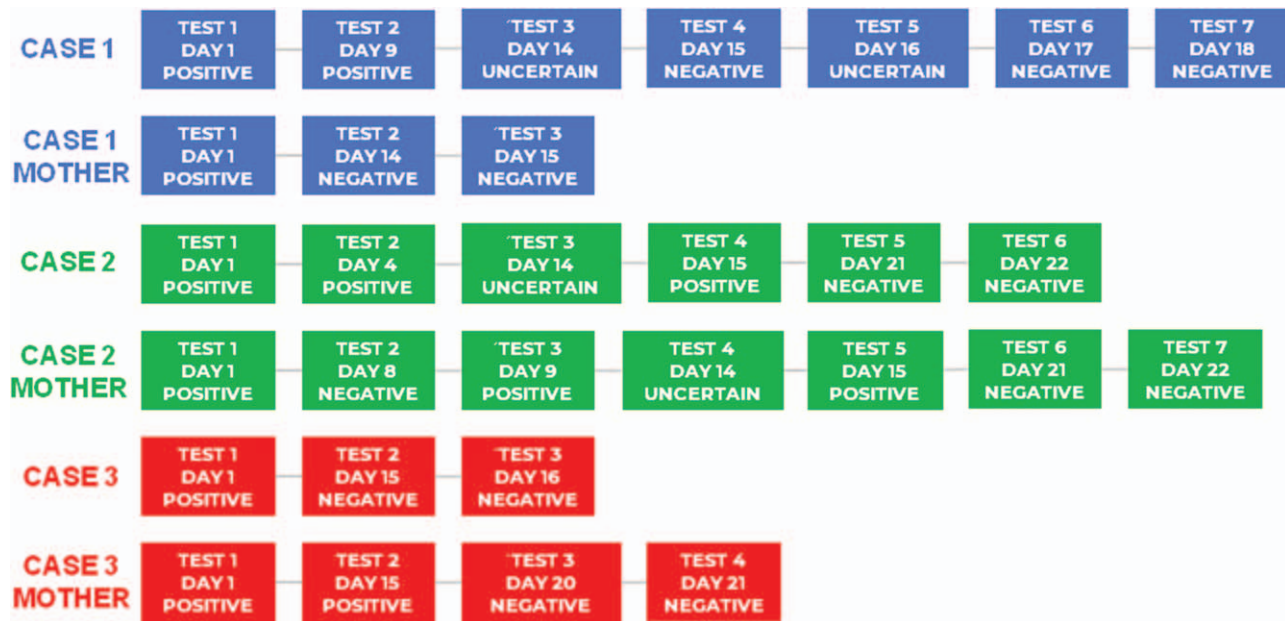 CASE 1
TEST 1
DAY 1
POSITIVE
TEST 2
DAY 9
POSITIVE
TEST 3
DAY 14
UNCERTAIN
TEST 4
DAY 15
NEGATIVE
TEST 5
DAY 16
UNCERTAIN
TEST 6
DAY 17
NEGATIVE
TEST 7
DAY 18
NEGATIVE
CASE 1
MOTHER
TEST 1
DAY 1
POSITIVE
TEST 2
DAY 14
NEGATIVE
TEST 3
DAY 15
NEGATIVE
CASE 2
TEST 1
DAY 1
POSITIVE
TEST 2
DAY 4
POSITIVE
TEST 3
DAY 14
UNCERTAIN
TEST 4
DAY 15
POSITIVE
TEST 5
DAY 21
NEGATIVE
TEST 6
DAY 22
NEGATIVE
CASE 2
MOTHER
TEST 1
DAY 1
POSITIVE
TEST 2
DAY 8
NEGATIVE
TEST 3
DAY 9
POSITIVE
TEST 4
DAY 14
UNCERTAIN
TEST 5
DAY 15
POSITIVE
TEST 6
DAY 21
NEGATIVE
TEST 7
DAY 22
NEGATIVE
CASE 3
TEST 1
DAY 1
POSITIVE
TEST 2
DAY 15
NEGATIVE
TEST 3
DAY 16
NEGATIVE
CASE 3
MOTHER
TEST 1
DAY 1
POSITIVE
TEST 2
DAY 15
POSITIVE
TEST 3
DAY 20
NEGATIVE
TEST 4
DAY 21
NEGATIVE